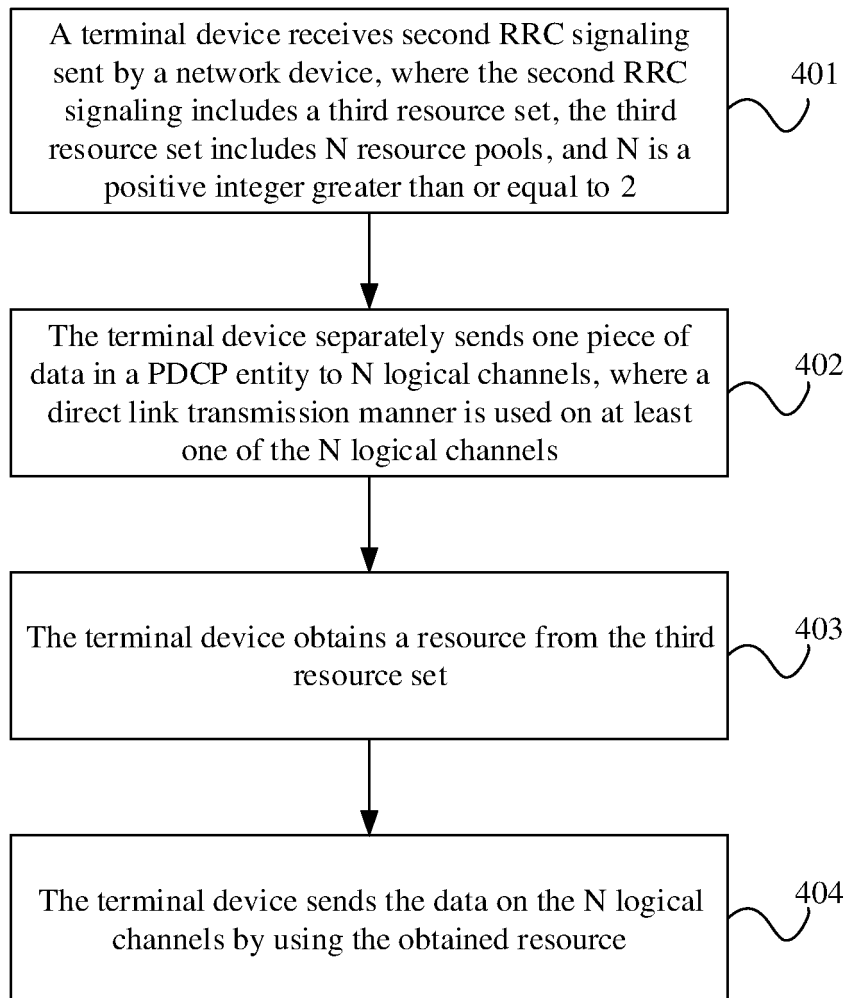 A terminal device receives second RRC signaling
sent by a network device, where the second RRC
signaling includes a third resource set, the third
resource set includes N resource pools, and N is a
positive integer greater than or equal to 2
401
The terminal device separately sends one piece of
data in a PDCP entity to N logical channels, where a
direct link transmission manner is used on at least
one of the N logical channels
402
The terminal device obtains a resource from the third
resource set
403
The terminal device sends the data on the N logical
channels by using the obtained resource
404